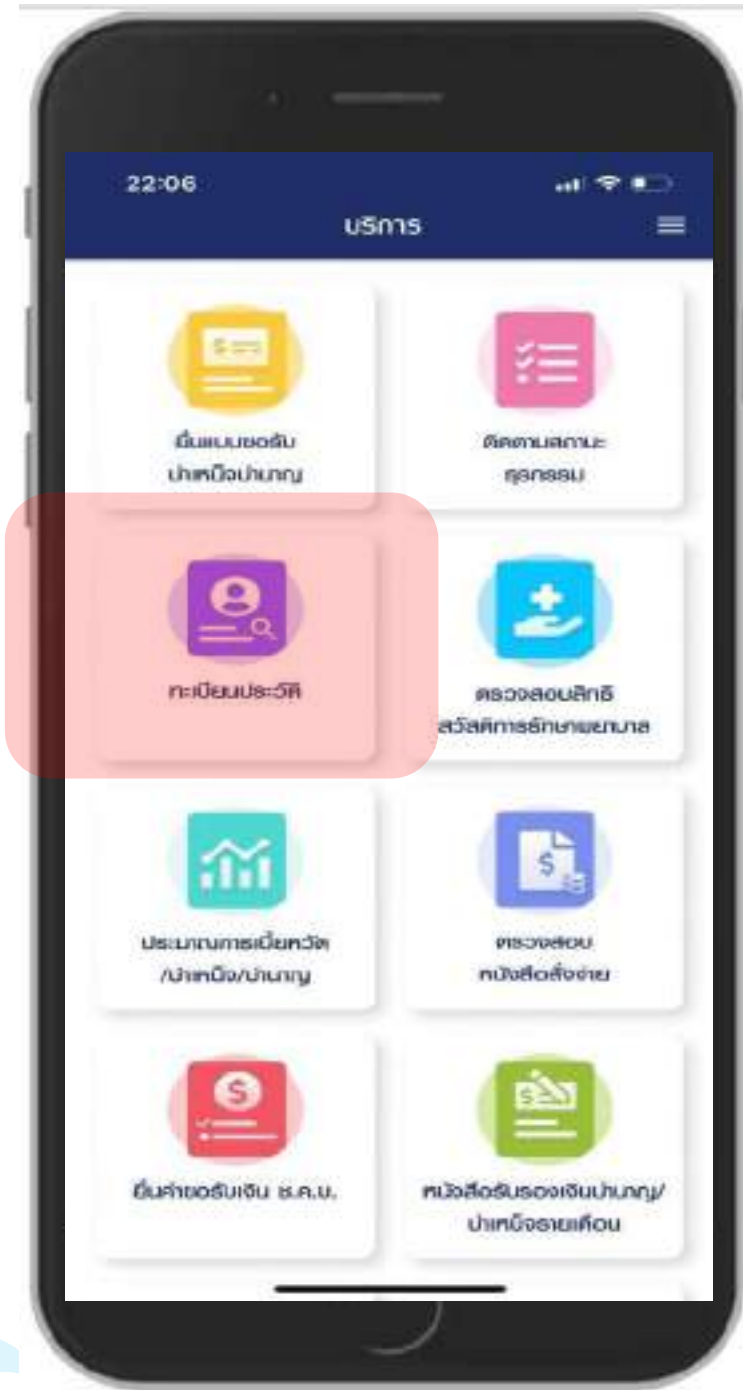 22:06
บริการ
ยื่นแบบขอรับ
บำเหน็จบำนาญ
ติดตามสถานะ
ธุรกรรม
ทะเบียนประวัติ
ตรวจสอบสิทธิ
สวัสดิการรักษาพยาบาล
ประมาณการเบี้ยหวัด
/บำเหน็จ/บำนาญ
ตรวจสอบ
หนังสือสั่งจ่าย
ยื่นคำขอรับเงิน ช.ค.บ.
หนังสือรับรองเงินบำนาญ/
บำเหน็จรายเดือน